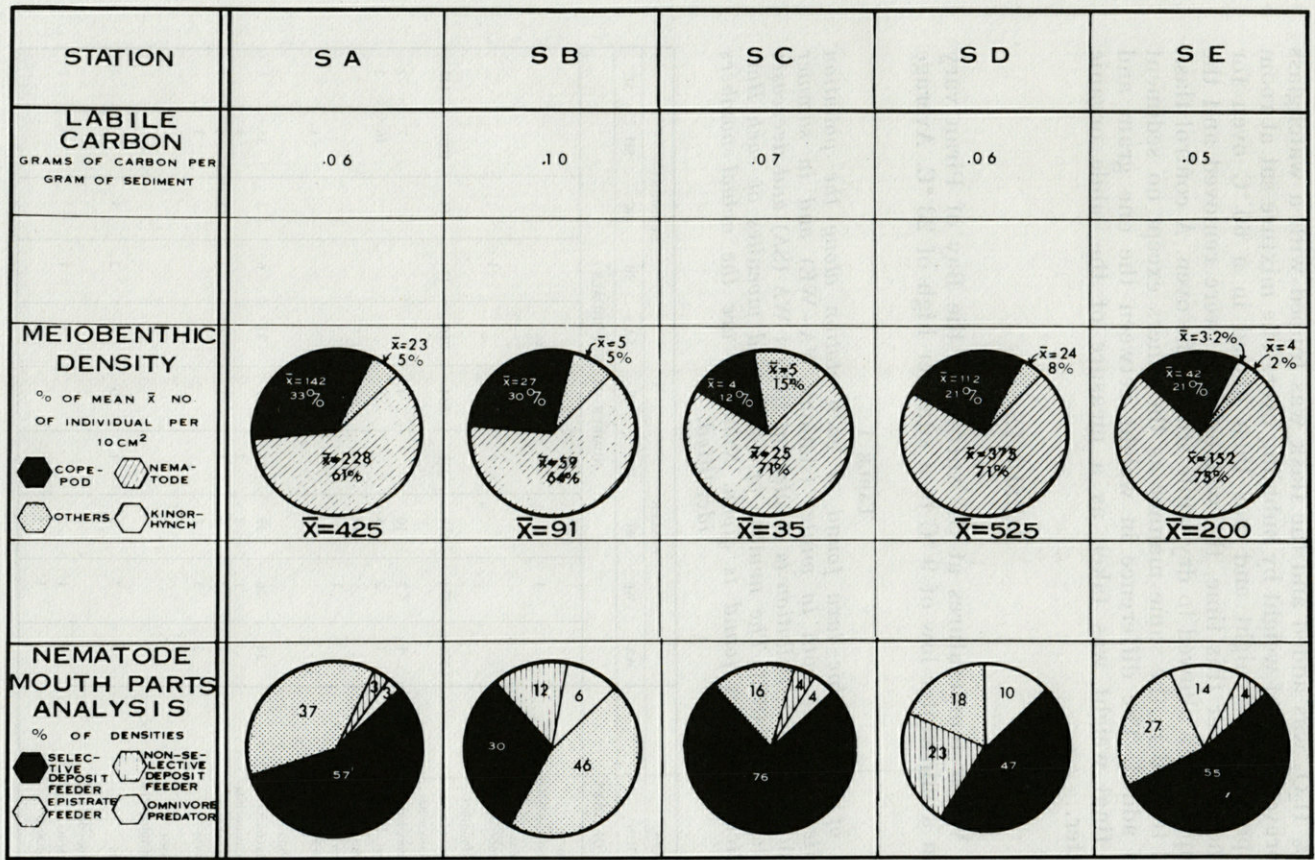 STATION
S A
S B
S C
S D
S E
LABILE
CARBON
GRAMS OF CARBON PER
GRAM OF SEDIMENT
.06
.10
.07
.06
.05
MEIOBENTHIC
DENSITY
% OF MEAN x̄ NO.
OF INDIVIDUAL PER
10 CM²
COPE-
POD
NEMA-
TODE
OTHERS
KINOR-
HYNCH
x̄=23
5%
x̄=142
33%
x̄=228
61%
X̄=425
x̄=5
5%
x̄=27
30%
x̄=59
64%
X̄=91
x̄=4
12%
x̄=5
15%
x̄=25
71%
X̄=35
x̄=24
8%
x̄=112
21%
x̄=373
71%
X̄=525
x̄=3·2%
x̄=4
2%
x̄=42
21%
x̄=152
75%
X̄=200
NEMATODE
MOUTH PARTS
ANALYSIS
% OF DENSITIES
SELEC-
TIVE
DEPOSIT
FEEDER
NON-SE-
LECTIVE
DEPOSIT
FEEDER
EPISTRATE
FEEDER
OMNIVORE
PREDATOR
37
3
3
57
12
6
30
46
16
4
4
76
18
10
23
47
14
4
27
55